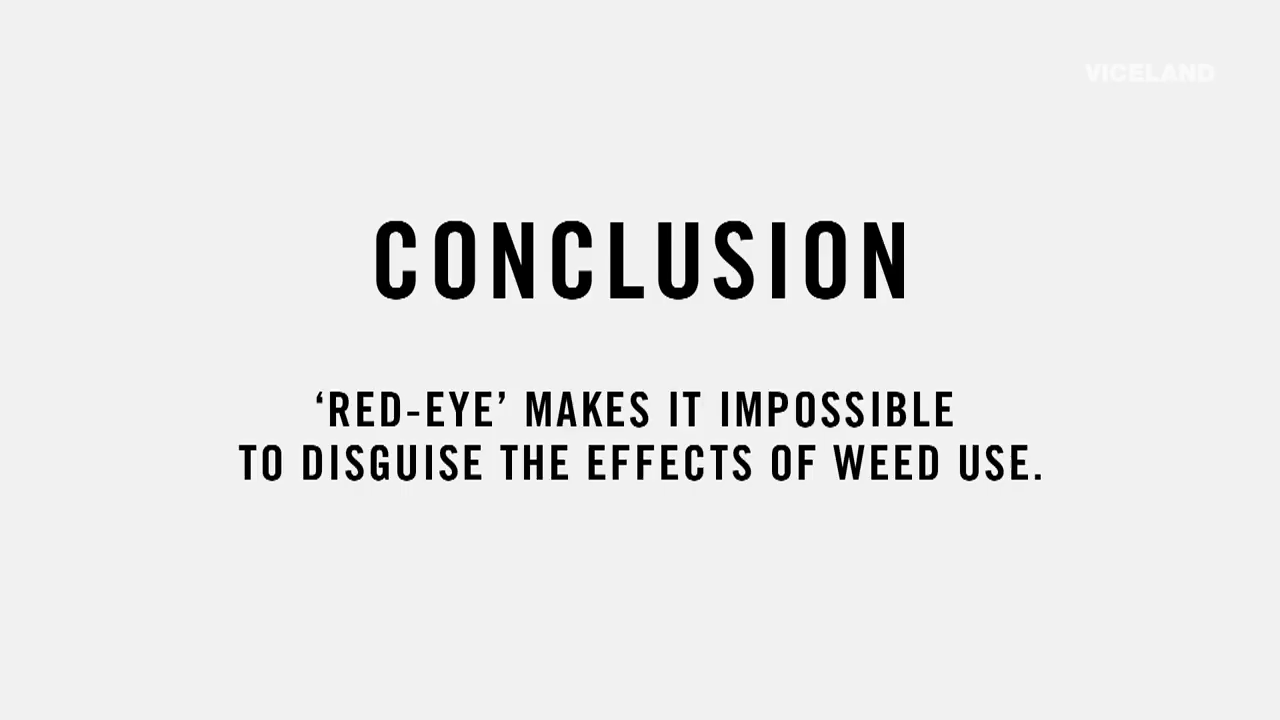 VICELAND
CONCLUSION
‘RED-EYE’ MAKES IT IMPOSSIBLE
TO DISGUISE THE EFFECTS OF WEED USE.